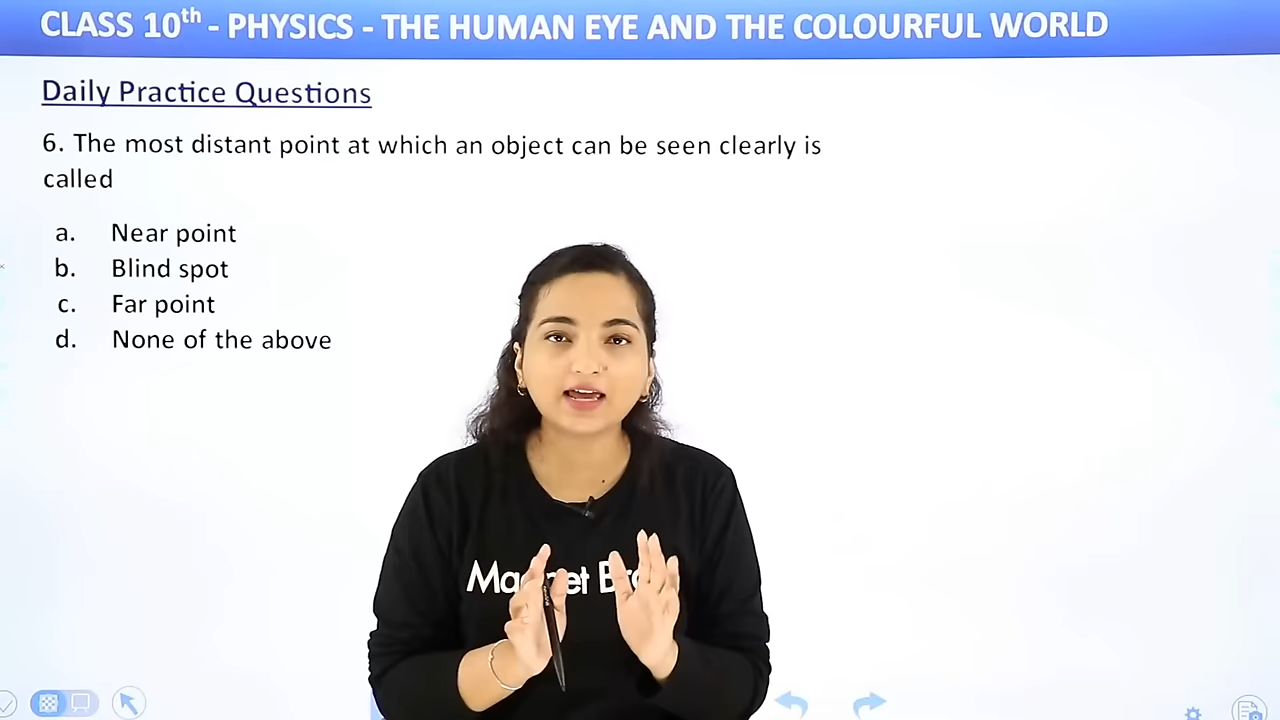 CLASS 10th - PHYSICS - THE HUMAN EYE AND THE COLOURFUL WORLD
Daily Practice Questions
6. The most distant point at which an object can be seen clearly is
called
a. Near point
b. Blind spot
c. Far point
d. None of the above